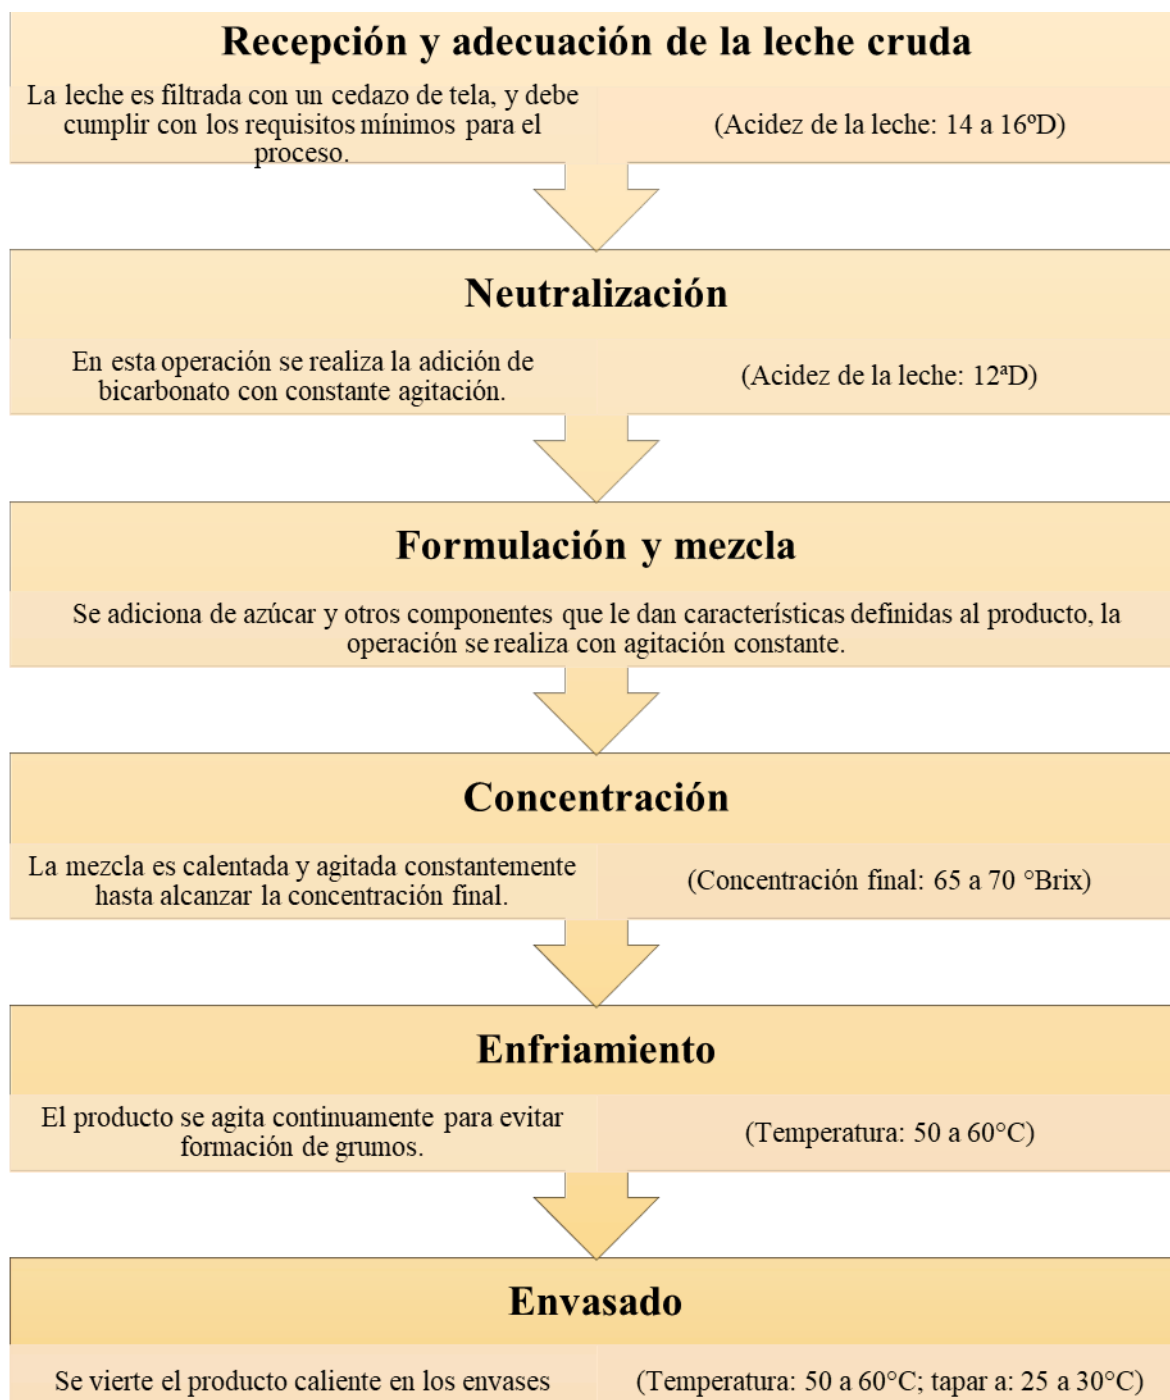 Recepción y adecuación de la leche cruda
La leche es filtrada con un cedazo de tela, y debe
cumplir con los requisitos mínimos para el
proceso.
(Acidez de la leche: 14 a 16ºD)
Neutralización
En esta operación se realiza la adición de
bicarbonato con constante agitación.
(Acidez de la leche: 12ªD)
Formulación y mezcla
Se adiciona de azúcar y otros componentes que le dan características definidas al producto, la
operación se realiza con agitación constante.
Concentración
La mezcla es calentada y agitada constantemente
hasta alcanzar la concentración final.
(Concentración final: 65 a 70 °Brix)
Enfriamiento
El producto se agita continuamente para evitar
formación de grumos.
(Temperatura: 50 a 60°C)
Envasado
Se vierte el producto caliente en los envases
(Temperatura: 50 a 60°C; tapar a: 25 a 30°C)